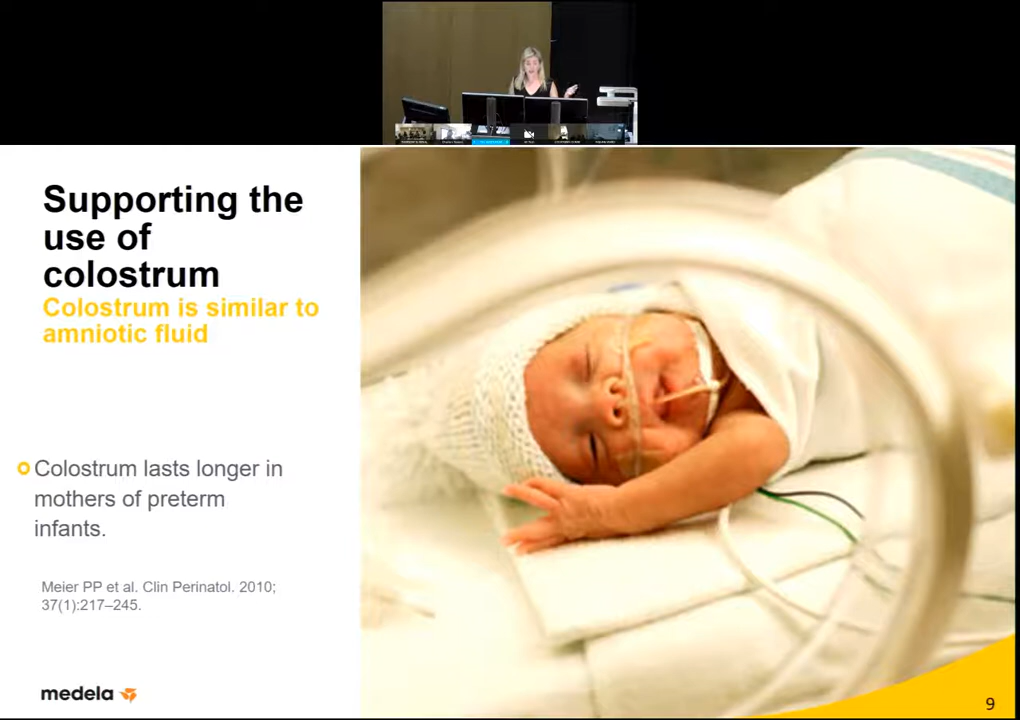 Supporting the
use of
colostrum
Colostrum is similar to
amniotic fluid
Colostrum lasts longer in
mothers of preterm
infants.
Meier PP et al. Clin Perinatol. 2010;
37(1):217–245.
medela
9